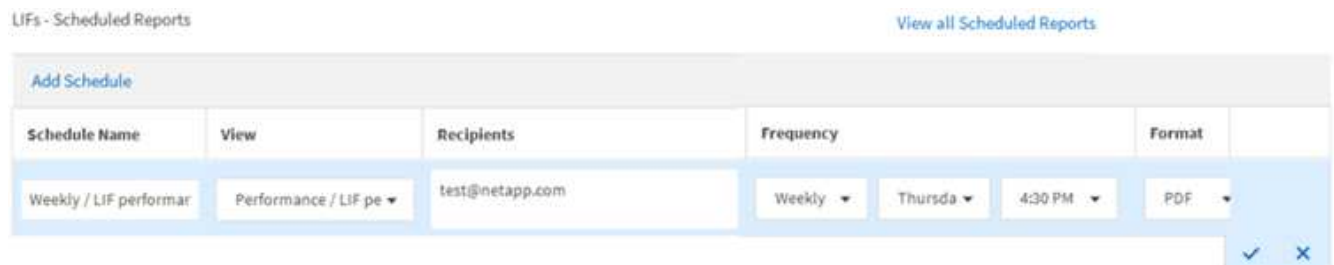 LIFs - Scheduled Reports
View all Scheduled Reports
Add Schedule
Schedule Name View Recipients Frequency Format
Weekly / LIF performar Performance / LIF pe test@netapp.com Weekly Thursda 4:30 PM PDF